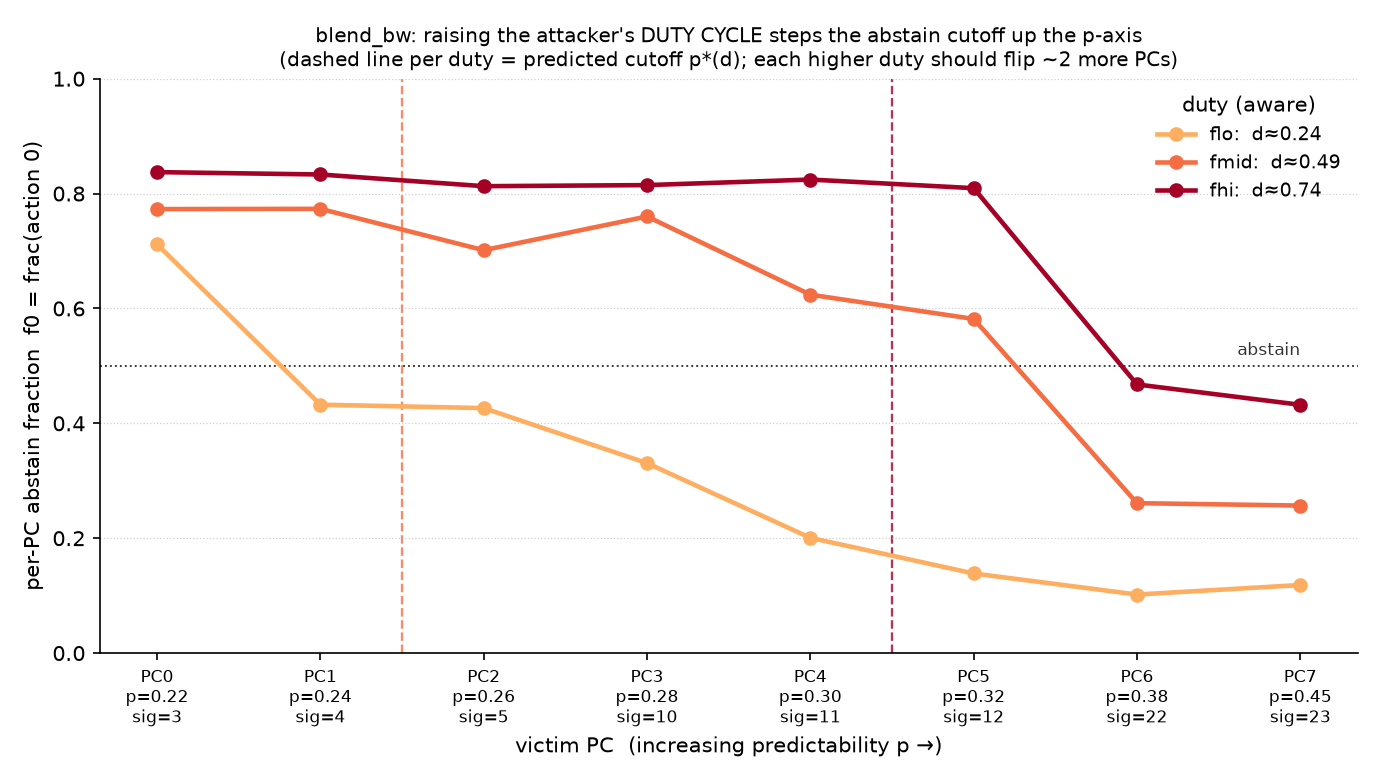 blend_bw: raising the attacker's DUTY CYCLE steps the abstain cutoff up the p-axis
(dashed line per duty = predicted cutoff p*(d); each higher duty should flip ~2 more PCs)
per-PC abstain fraction f0 = frac(action 0)
1.0
0.8
0.6
0.4
0.2
0.0
duty (aware)
flo: d≈0.24
fmid: d≈0.49
fhi: d≈0.74
abstain
PC0 PC1 PC2 PC3 PC4 PC5 PC6 PC7
p=0.22 p=0.24 p=0.26 p=0.28 p=0.30 p=0.32 p=0.38 p=0.45
sig=3 sig=4 sig=5 sig=10 sig=11 sig=12 sig=22 sig=23
victim PC (increasing predictability p →)